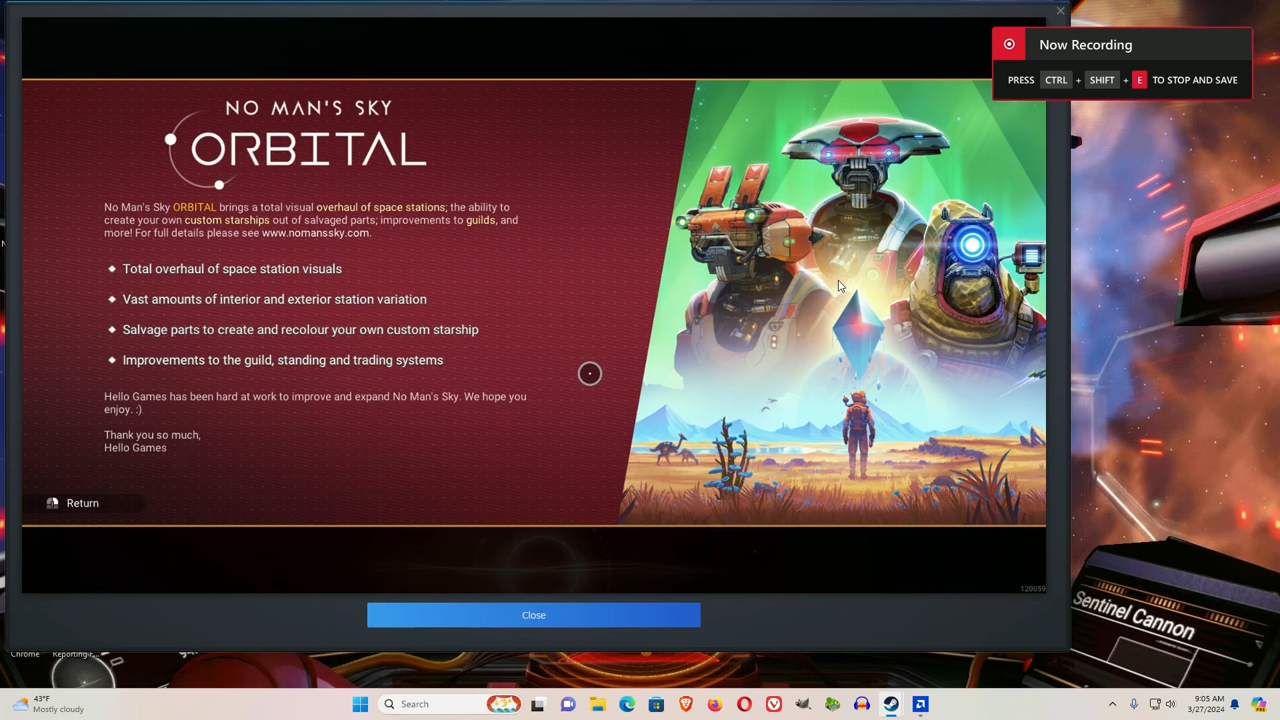 Now Recording
PRESS CTRL + SHIFT + E TO STOP AND SAVE
NO MAN'S SKY
ORBITAL
No Man's Sky ORBITAL brings a total visual overhaul of space stations; the ability to
create your own custom starships out of salvaged parts; improvements to guilds, and
more! For full details please see www.nomanssky.com.
Total overhaul of space station visuals
Vast amounts of interior and exterior station variation
Salvage parts to create and recolour your own custom starship
Improvements to the guild, standing and trading systems
Hello Games has been hard at work to improve and expand No Man's Sky. We hope you
enjoy. :)
Thank you so much,
Hello Games
Return
120059
Close
Sentinel Cannon
Chrome
43°F
Mostly cloudy
Search
9:05 AM
3/27/2024